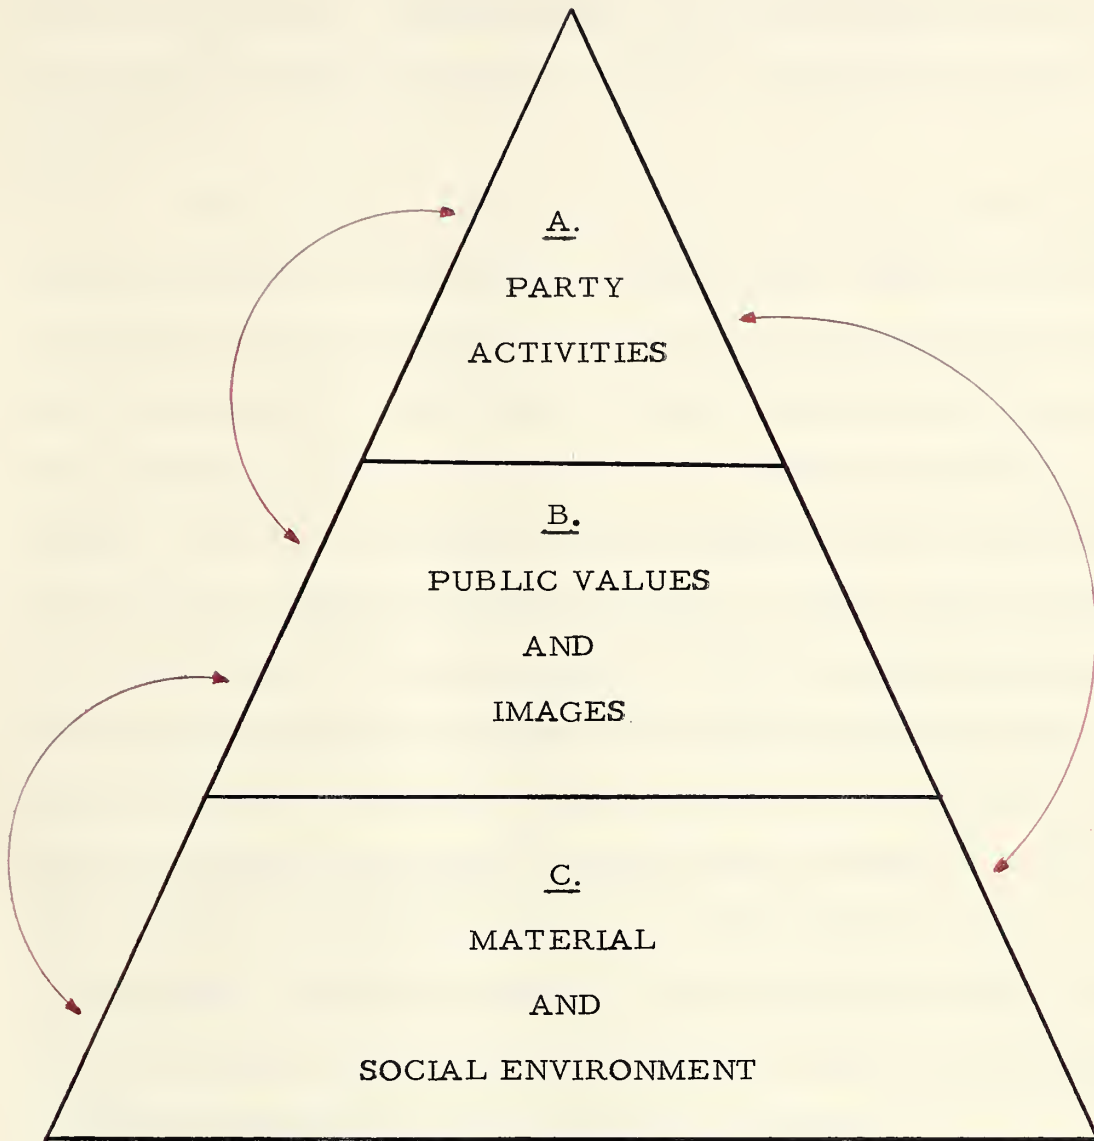 A.
PARTY
ACTIVITIES
B.
PUBLIC VALUES
AND
IMAGES
C.
MATERIAL
AND
SOCIAL ENVIRONMENT